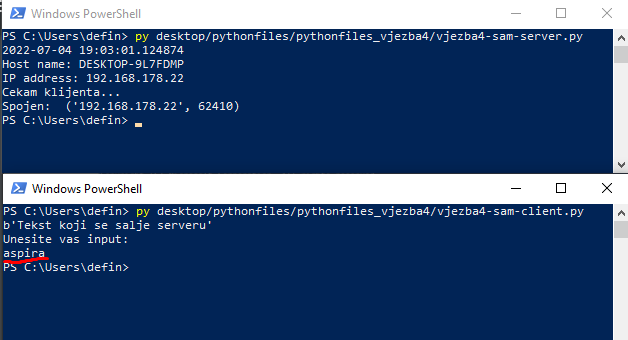 Windows PowerShell
PS C:\Users\defin> py desktop/pythonfiles/pythonfiles_vjezba4/vjezba4-sam-server.py
2022-07-04 19:03:01.124874
Host name: DESKTOP-9L7FDMP
IP address: 192.168.178.22
Cekam klijenta...
Spojen:  ('192.168.178.22', 62410)
PS C:\Users\defin>
Windows PowerShell
PS C:\Users\defin> py desktop/pythonfiles/pythonfiles_vjezba4/vjezba4-sam-client.py
b'Tekst koji se salje serveru'
Unesite vas input:
aspira
PS C:\Users\defin>